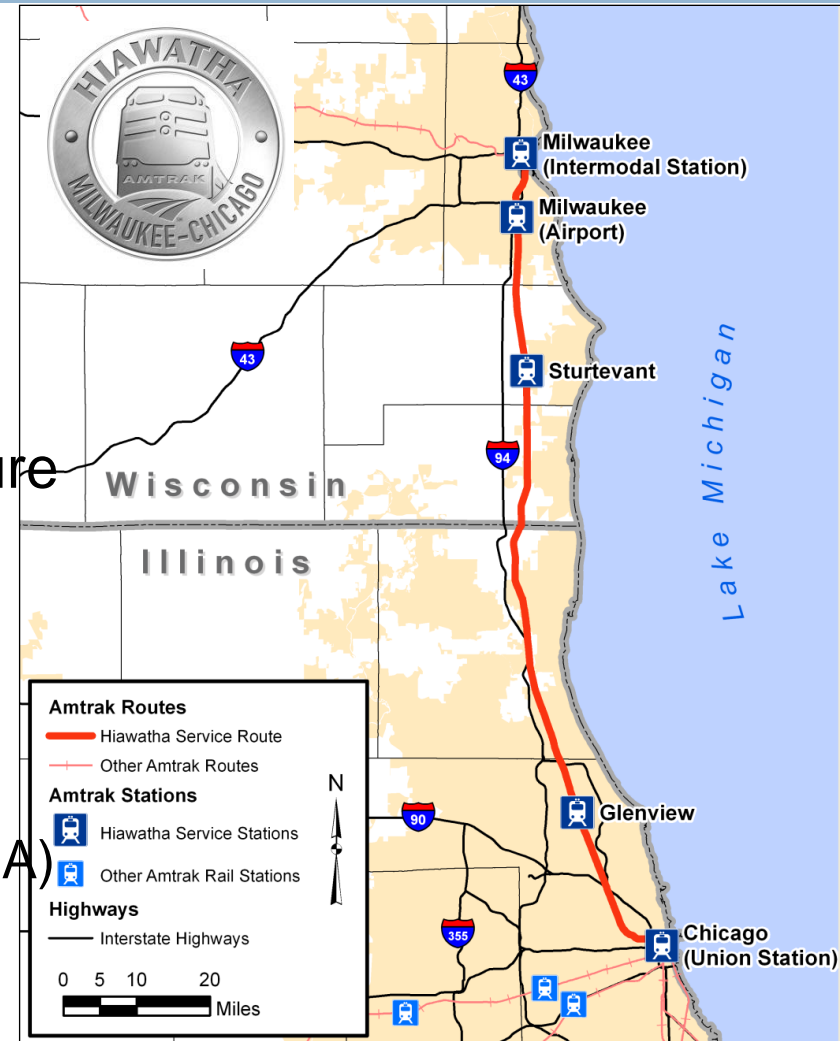 HIAWATHA
AMTRAK
MILWAUKEE-CHICAGO
43
Milwaukee
(Intermodal Station)
Milwaukee
(Airport)
43
Sturtevant
Lake Michigan
94
ure
Wisconsin
Illinois
Amtrak Routes
Hiawatha Service Route
Other Amtrak Routes
Amtrak Stations
N
Hiawatha Service Stations
A)
Other Amtrak Rail Stations
Highways
Interstate Highways
0 5 10 20
Miles
90
Glenview
355
Chicago
(Union Station)